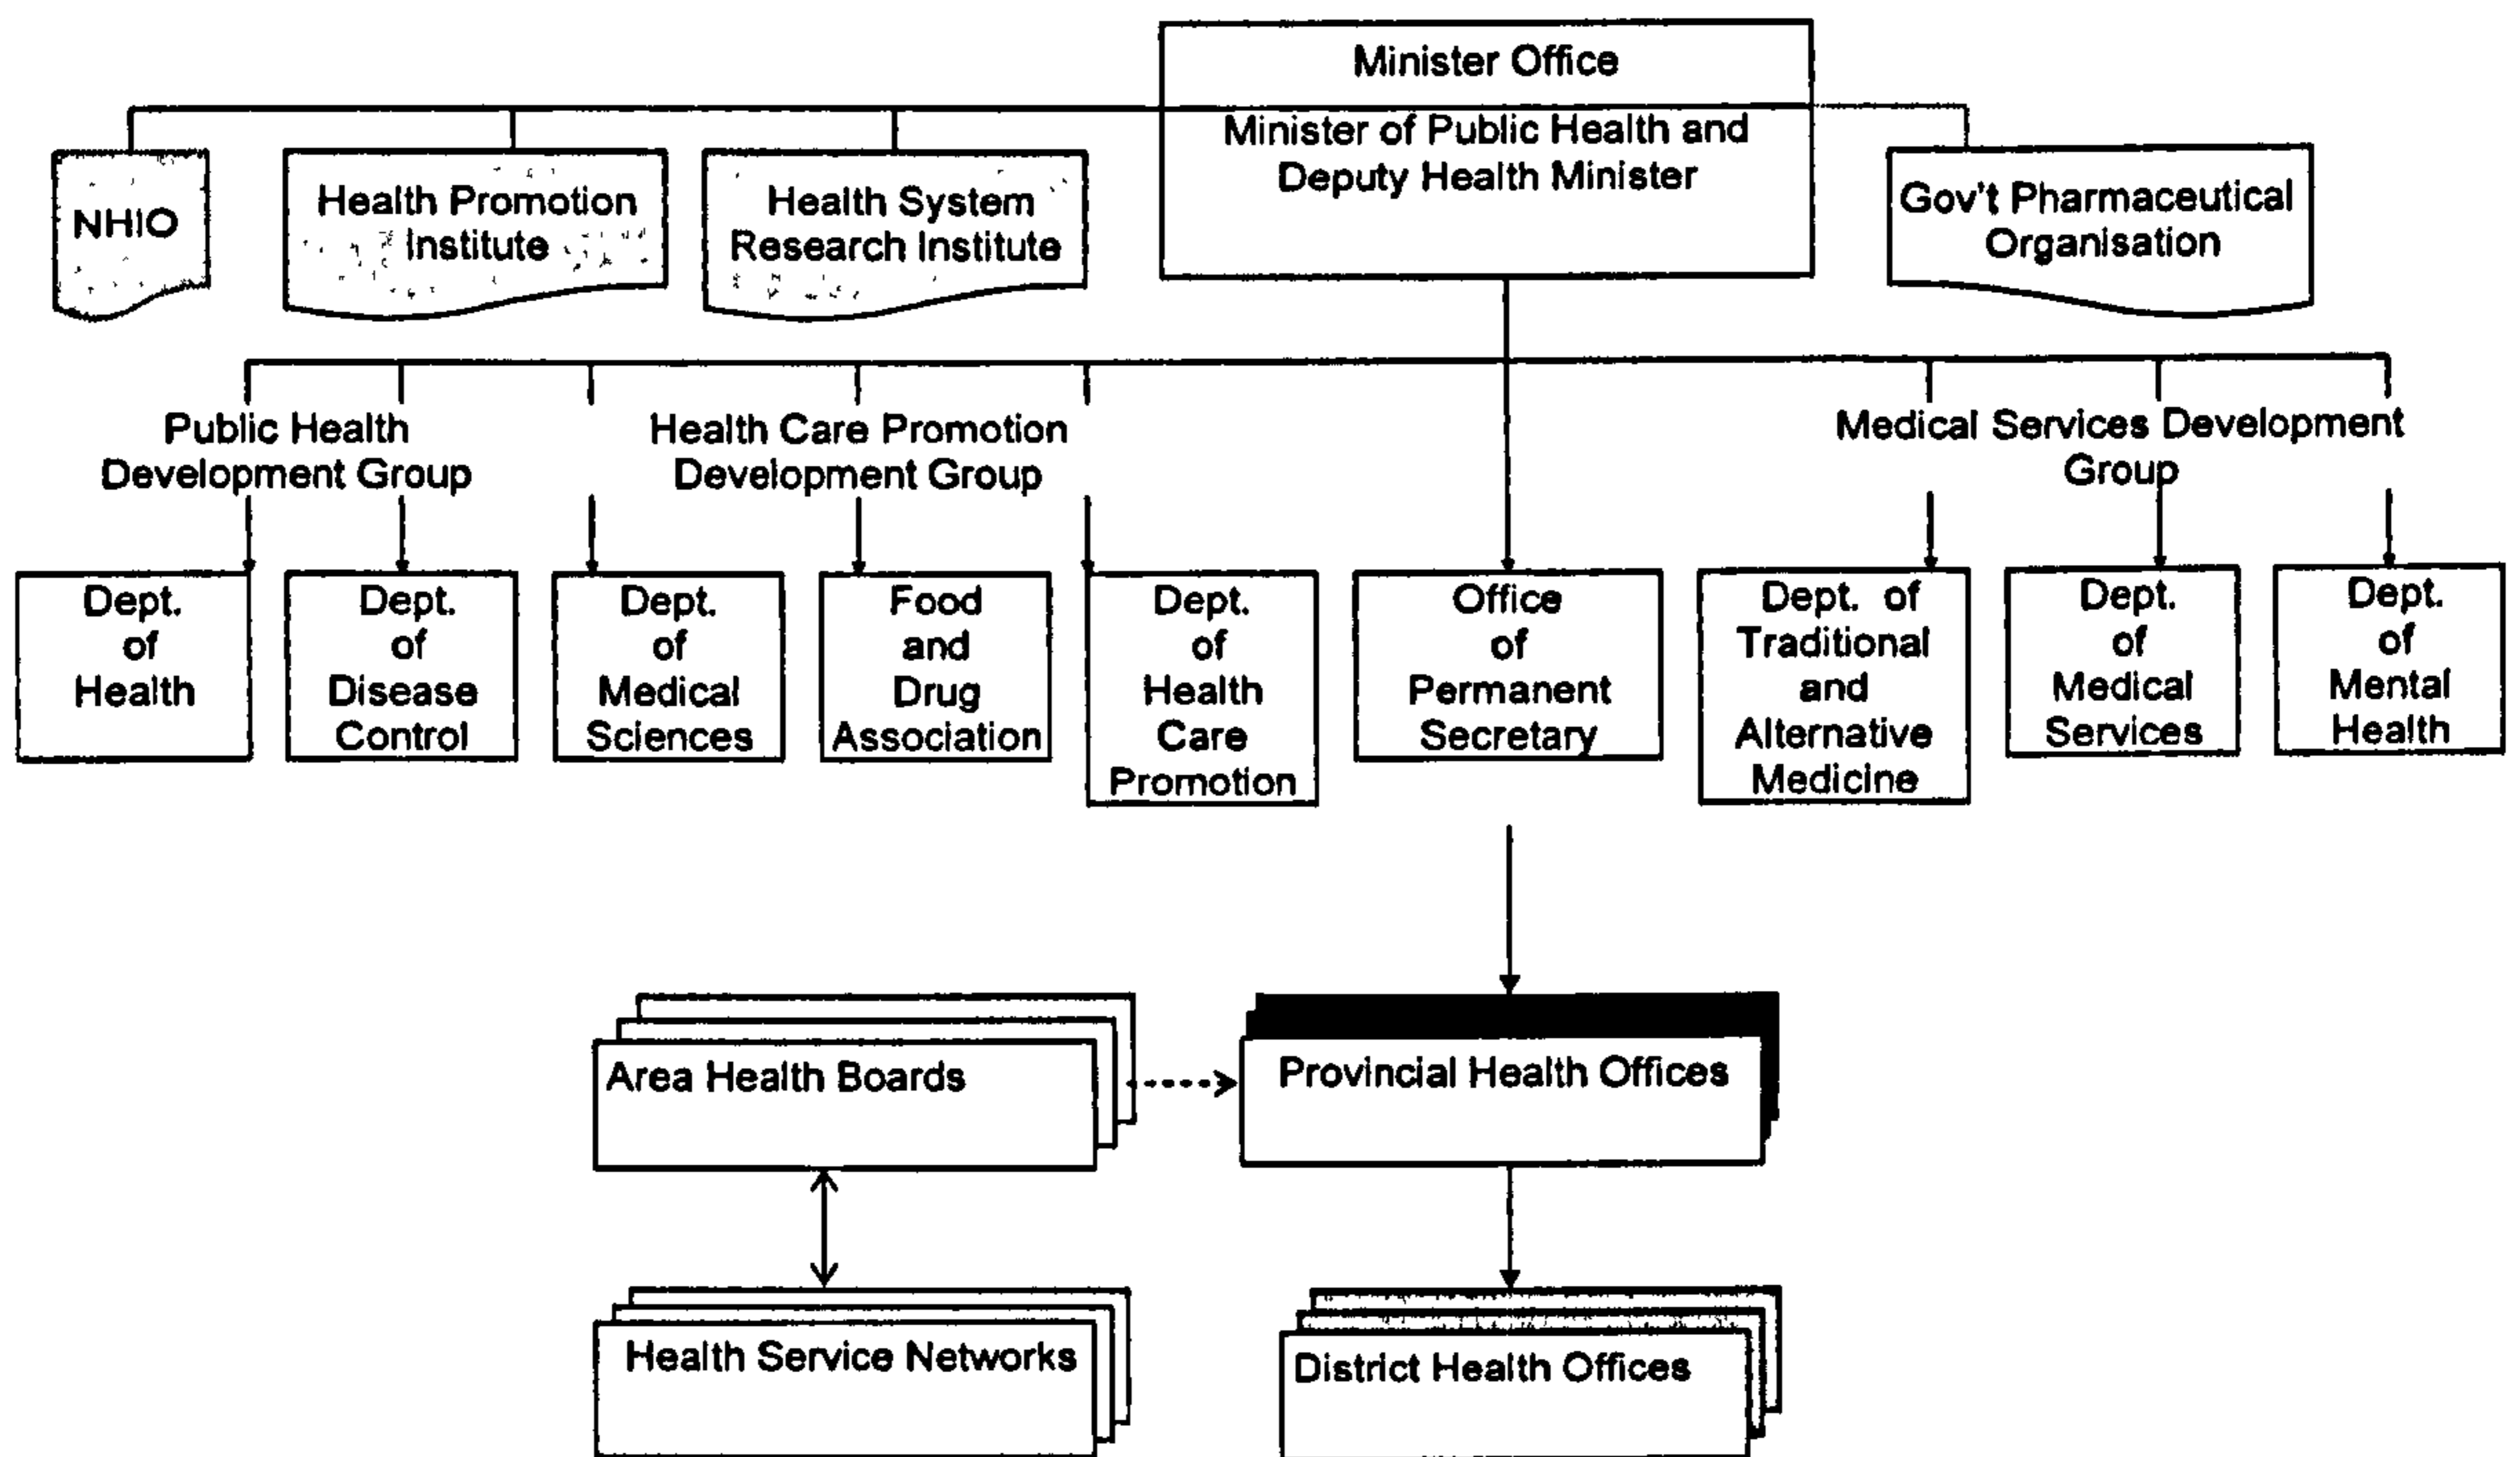 Minister Office
Minister of Public Health and
Deputy Health Minister
NHIO
Health Promotion
Institute
Health System
Research Institute
Gov't Pharmaceutical
Organisation
Public Health
Development Group
Health Care Promotion
Development Group
Medical Services Development
Group
Dept.
of
Health
Dept.
of
Disease
Control
Dept.
of
Medical
Sciences
Food
and
Drug
Association
Dept.
of
Health
Care
Promotion
Office
of
Permanent
Secretary
Dept. of
Traditional
and
Alternative
Medicine
Dept.
of
Medical
Services
Dept.
of
Mental
Health
Area Health Boards
Provincial Health Offices
Health Service Networks
District Health Offices